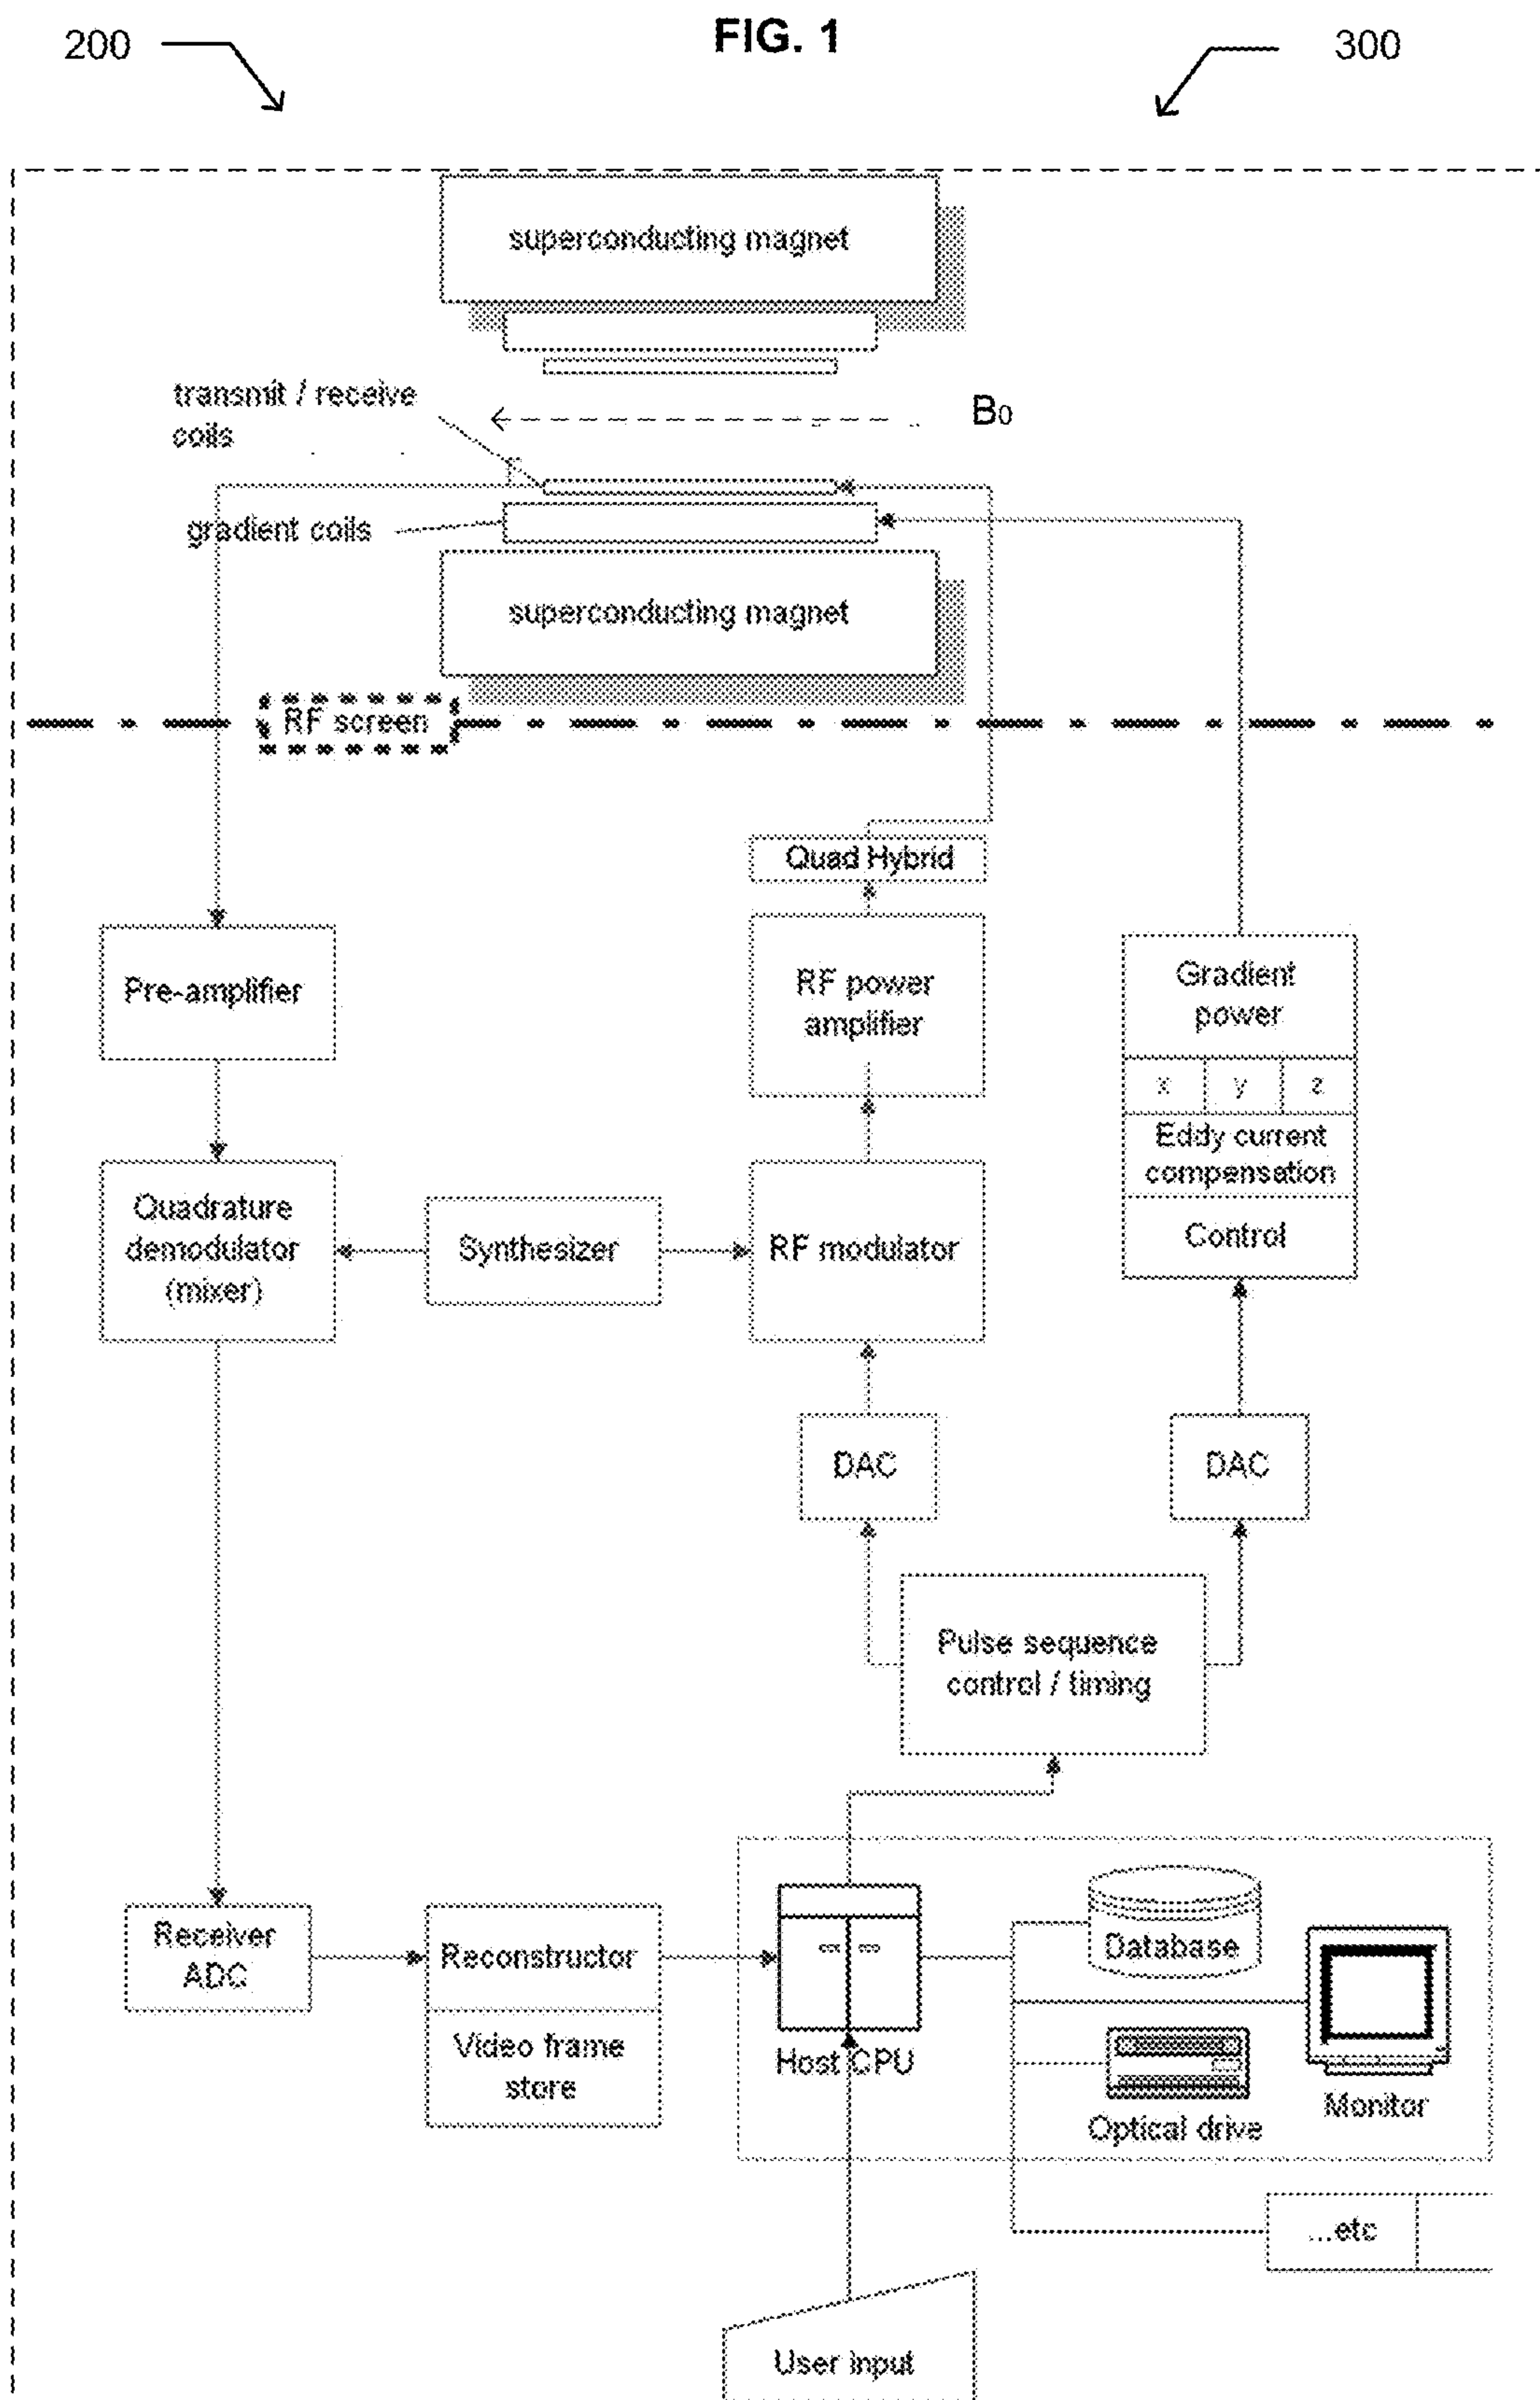 FIG. 1
200
300
superconducting magnet
transmit / receive
coils
B0
gradient coils
superconducting magnet
RF screen
Quad Hybrid
Pre-amplifier
RF power
amplifier
Gradient
power
x y z
Eddy current
compensation
Control
Quadrature
demodulator
(mixer)
Synthesizer
RF modulator
DAC
DAC
Pulse sequence
control / timing
Receiver
ADC
Reconstructor
Video frame
store
Host CPU
Database
Optical drive
Monitor
...etc
User input